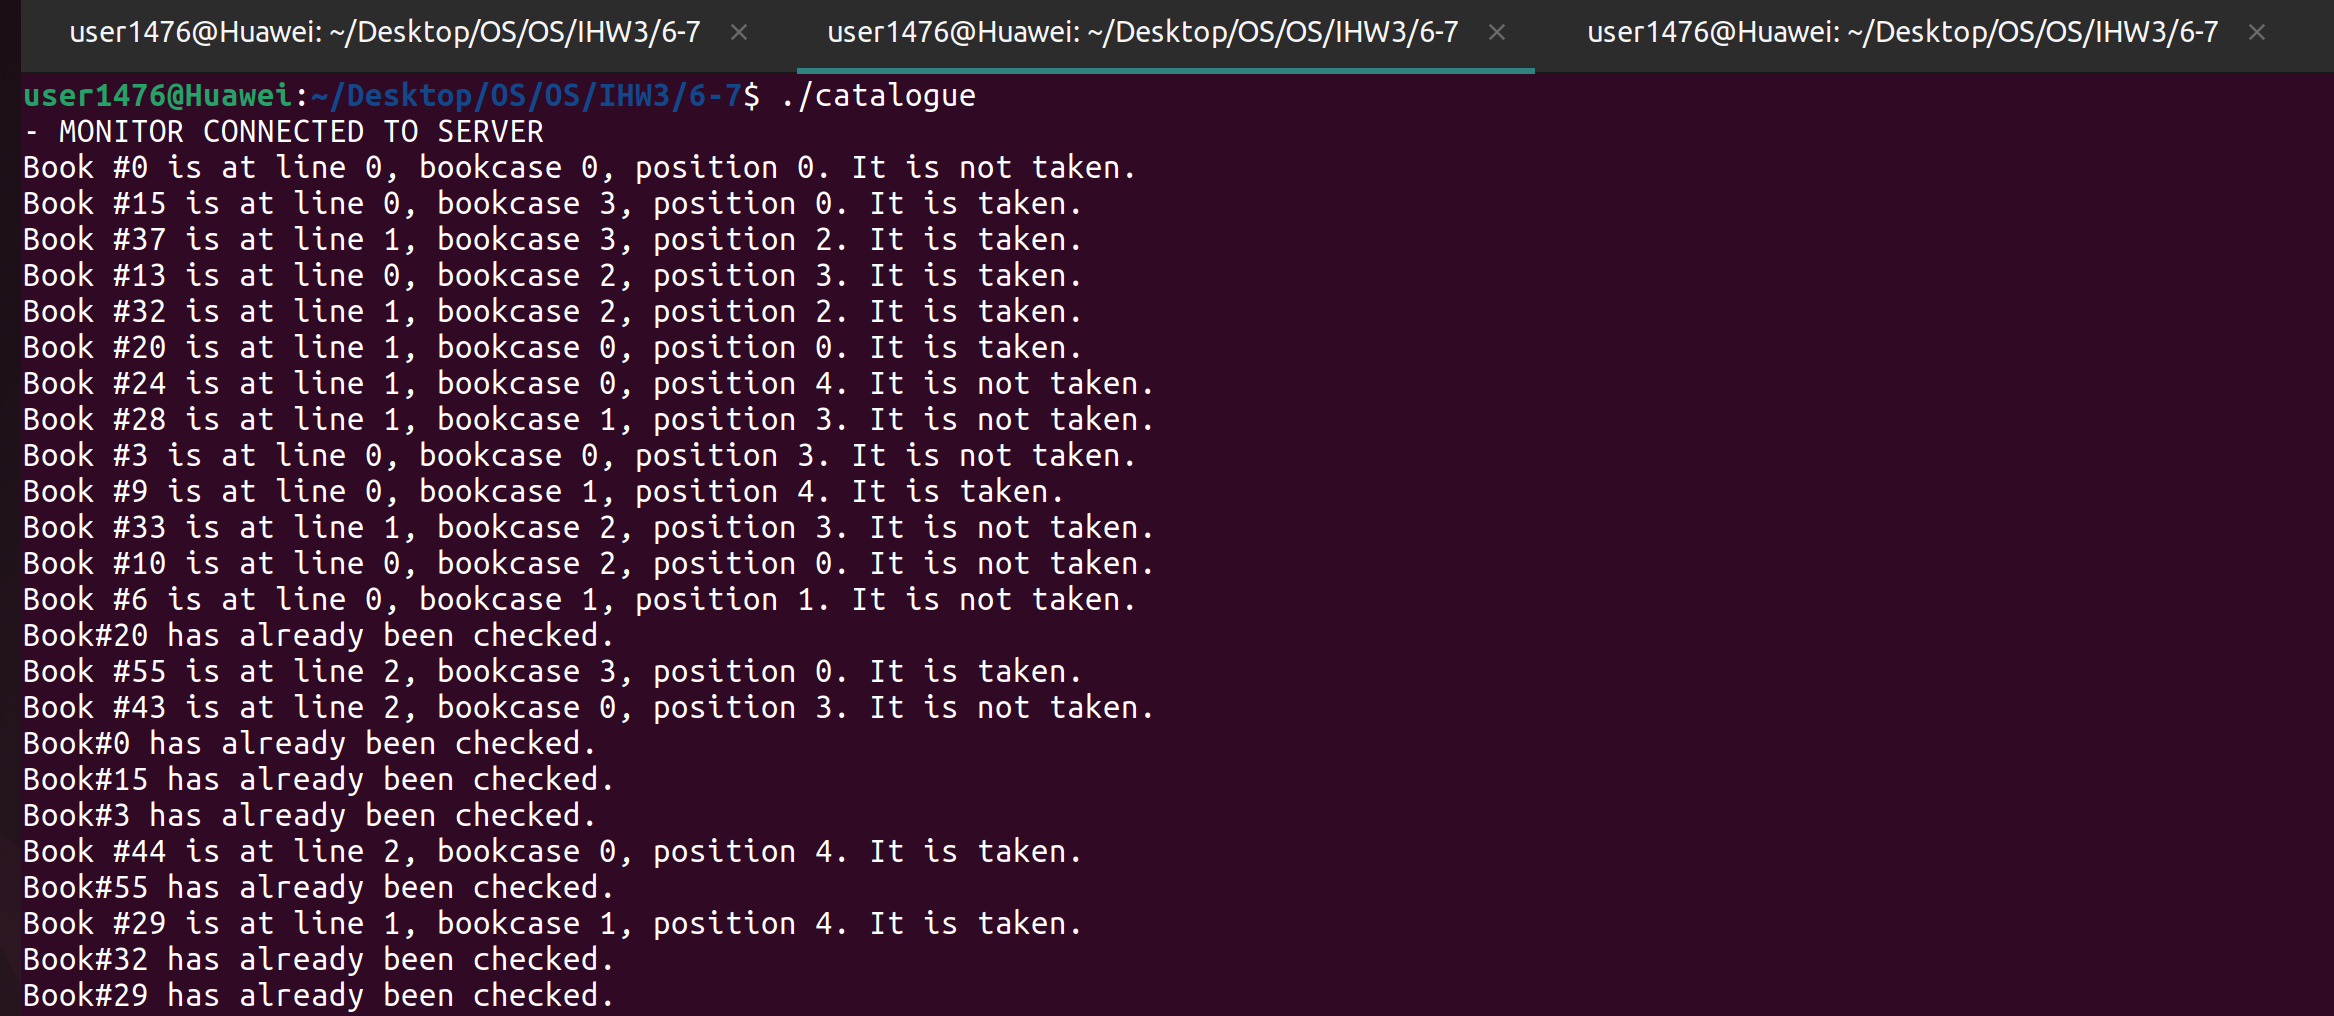 user1476@Huawei: ~/Desktop/OS/OS/IHW3/6-7 × user1476@Huawei: ~/Desktop/OS/OS/IHW3/6-7 × user1476@Huawei: ~/Desktop/OS/OS/IHW3/6-7 ×
user1476@Huawei:~/Desktop/OS/OS/IHW3/6-7$ ./catalogue
- MONITOR CONNECTED TO SERVER
Book #0 is at line 0, bookcase 0, position 0. It is not taken.
Book #15 is at line 0, bookcase 3, position 0. It is taken.
Book #37 is at line 1, bookcase 3, position 2. It is taken.
Book #13 is at line 0, bookcase 2, position 3. It is taken.
Book #32 is at line 1, bookcase 2, position 2. It is taken.
Book #20 is at line 1, bookcase 0, position 0. It is taken.
Book #24 is at line 1, bookcase 0, position 4. It is not taken.
Book #28 is at line 1, bookcase 1, position 3. It is not taken.
Book #3 is at line 0, bookcase 0, position 3. It is not taken.
Book #9 is at line 0, bookcase 1, position 4. It is taken.
Book #33 is at line 1, bookcase 2, position 3. It is not taken.
Book #10 is at line 0, bookcase 2, position 0. It is not taken.
Book #6 is at line 0, bookcase 1, position 1. It is not taken.
Book#20 has already been checked.
Book #55 is at line 2, bookcase 3, position 0. It is taken.
Book #43 is at line 2, bookcase 0, position 3. It is not taken.
Book#0 has already been checked.
Book#15 has already been checked.
Book#3 has already been checked.
Book #44 is at line 2, bookcase 0, position 4. It is taken.
Book#55 has already been checked.
Book #29 is at line 1, bookcase 1, position 4. It is taken.
Book#32 has already been checked.
Book#29 has already been checked.